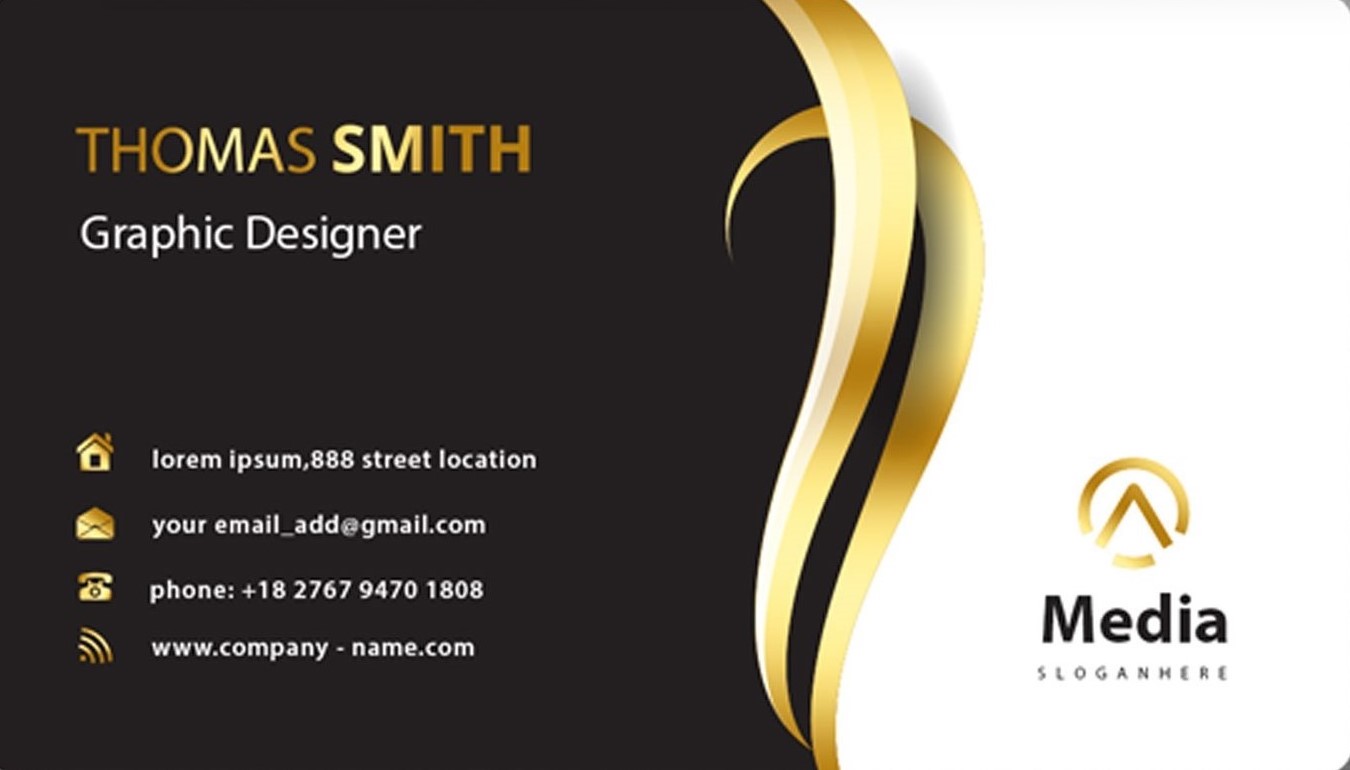 THOMAS SMITH
Graphic Designer
lorem ipsum,888 street location
your email_add@gmail.com
phone: +18 2767 9470 1808
www.company - name.com
Media
SLOGANHERE